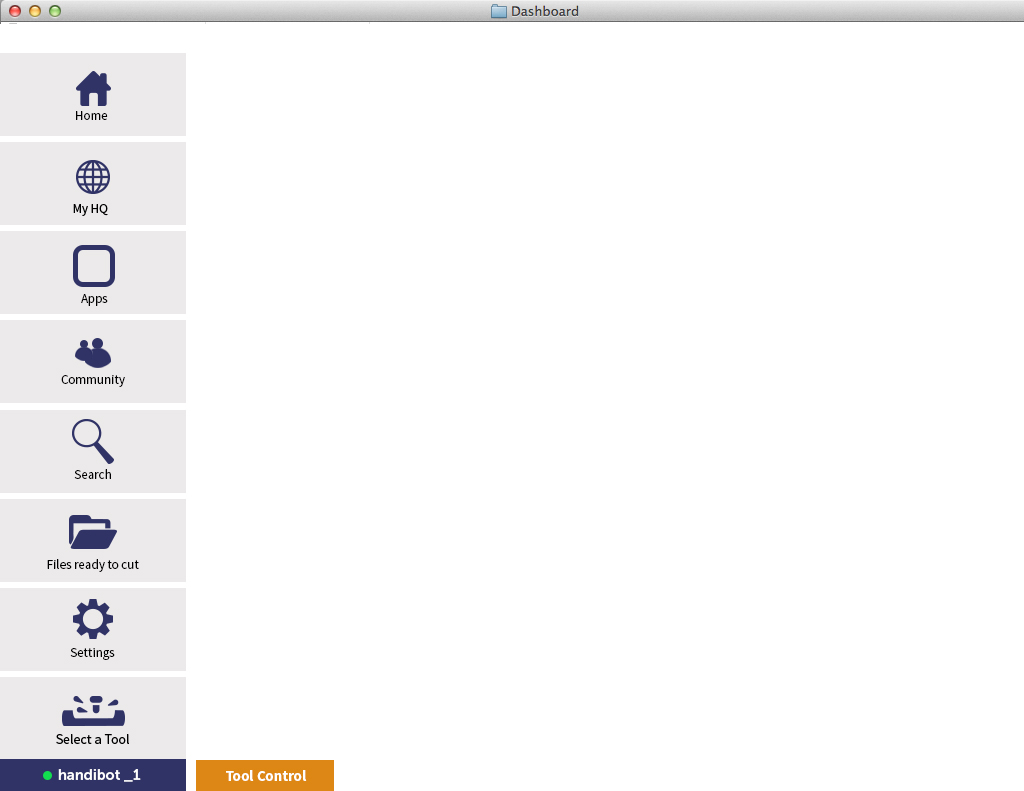 Dashboard
Home
My HQ
Apps
Community
Search
Files ready to cut
Settings
Select a Tool
handibot _1
Tool Control